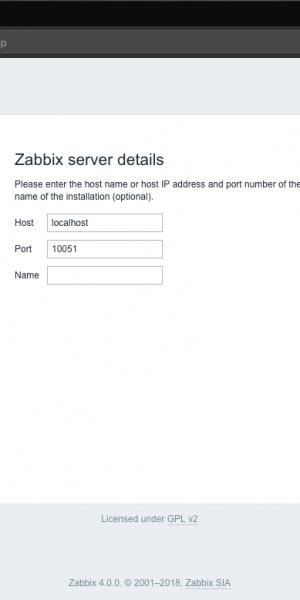 p
Zabbix server details
Please enter the host name or host IP address and port number of the
name of the installation (optional).
Host localhost
Port 10051
Name
Licensed under GPL v2
Zabbix 4.0.0. © 2001–2018, Zabbix SIA